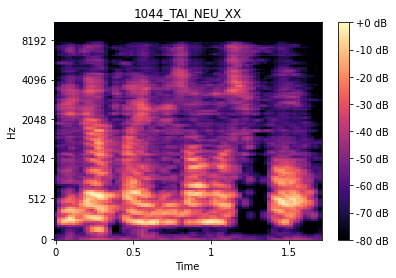 1044_TAI_NEU_XX
+0 dB
8192
-10 dB
4096
-20 dB
-30 dB
2048
Hz
-40 dB
1024
-50 dB
512
-60 dB
-70 dB
0
-80 dB
0
0.5
1
1.5
Time